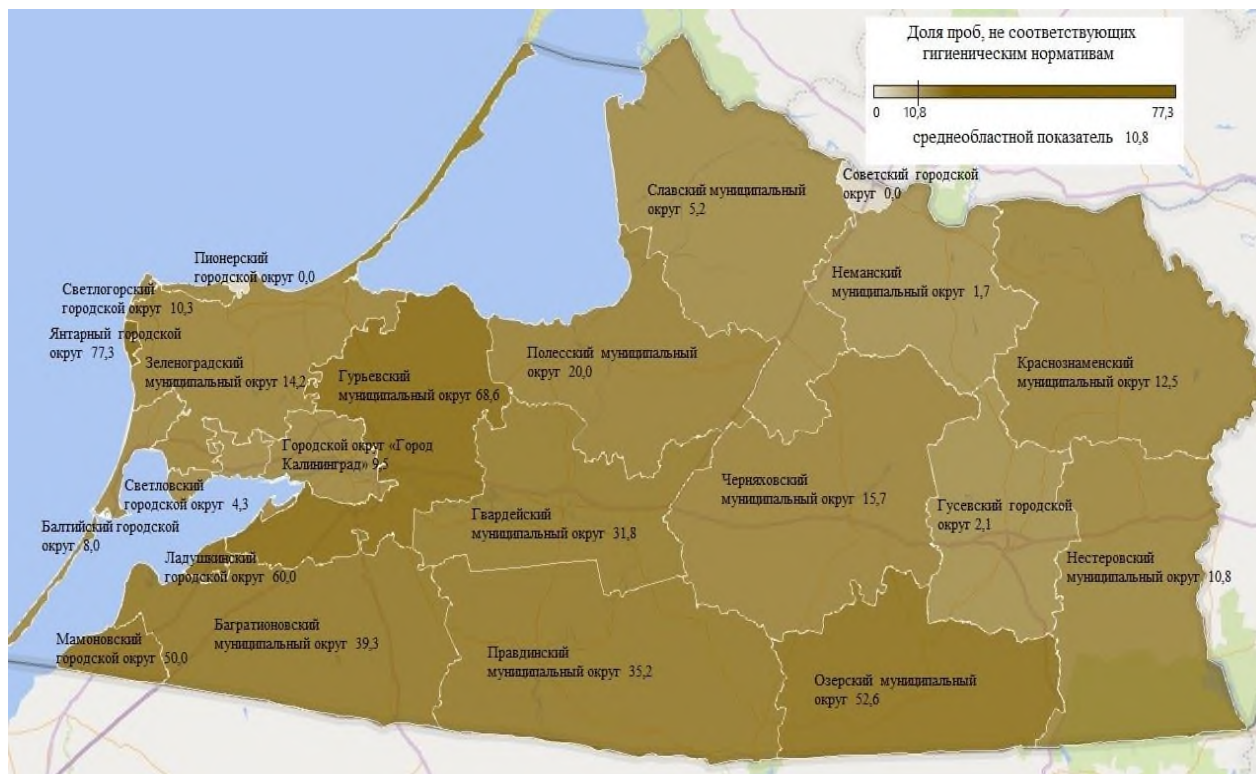 Доля проб, не соответствующих
гигиеническим нормативам
0
10,8
77,3
среднеобластной показатель 10,8
Советский городской
округ 0,0
Славский муниципальный
округ 5,2
Пионерский
городской округ 0,0
Неманский
муниципальный округ 1,7
Светлогорский
городской округ 10,3
Янтарный городской
округ 77,3
Зеленоградский
муниципальный округ 14,2
Гурьевский
муниципальный округ 68,6
Полесский муниципальный
округ 20,0
Краснознаменский
муниципальный округ 12,5
Городской округ «Город
Калининград» 9,5
Светловский
городской округ 4,3
Черняховский
муниципальный округ 15,7
Гусевский городской
округ 2,1
Балтийский городской
округ 8,0
Гвардейский
муниципальный округ 31,8
Ладушкинский
городской округ 60,0
Нестеровский
муниципальный округ 10,8
Мамоновский
городской округ 50,0
Багратионовский
муниципальный округ 39,3
Правдинский
муниципальный округ 35,2
Озерский муниципальный
округ 52,6